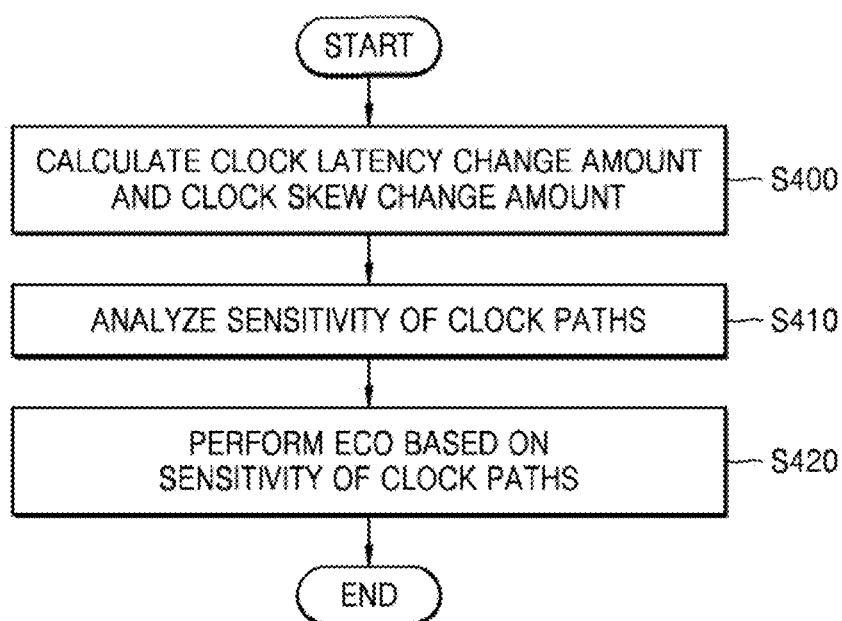 START
CALCULATE CLOCK LATENCY CHANGE AMOUNT
AND CLOCK SKEW CHANGE AMOUNT
S400
ANALYZE SENSITIVITY OF CLOCK PATHS
S410
PERFORM ECO BASED ON
SENSITIVITY OF CLOCK PATHS
S420
END